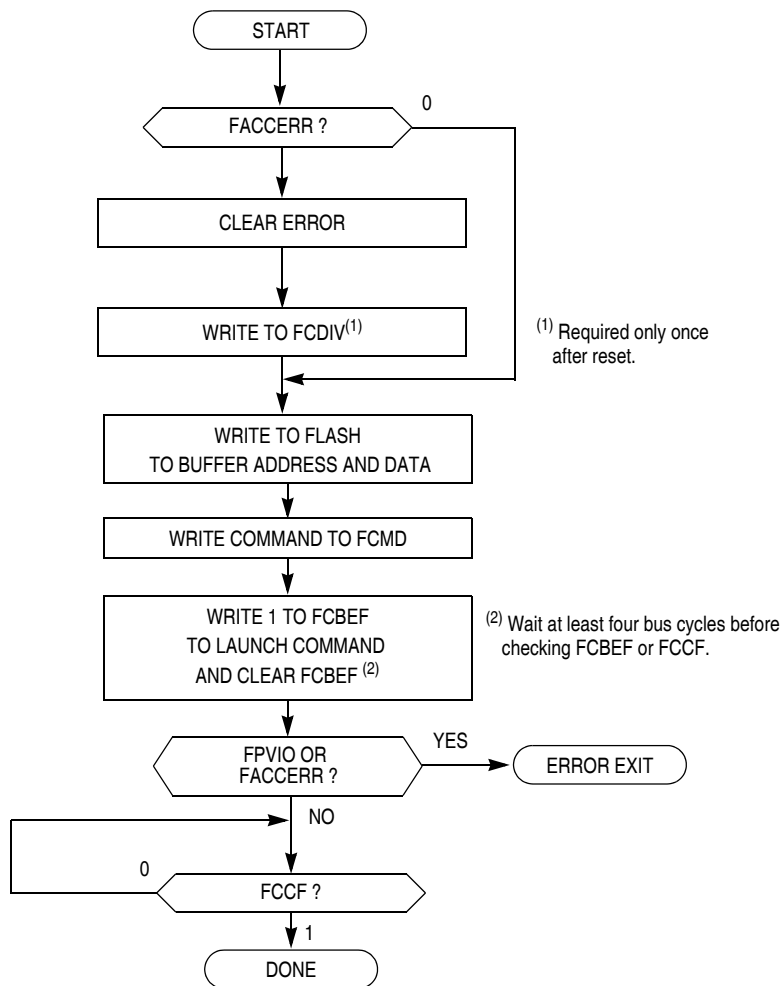 START
0
FACCERR ?
CLEAR ERROR
WRITE TO FCDIV(1)
(1) Required only once
after reset.
WRITE TO FLASH
TO BUFFER ADDRESS AND DATA
WRITE COMMAND TO FCMD
WRITE 1 TO FCBEF
TO LAUNCH COMMAND
AND CLEAR FCBEF (2)
(2) Wait at least four bus cycles before
checking FCBEF or FCCF.
FPVIO OR
FACCERR ?
YES
ERROR EXIT
NO
0
FCCF ?
1
DONE